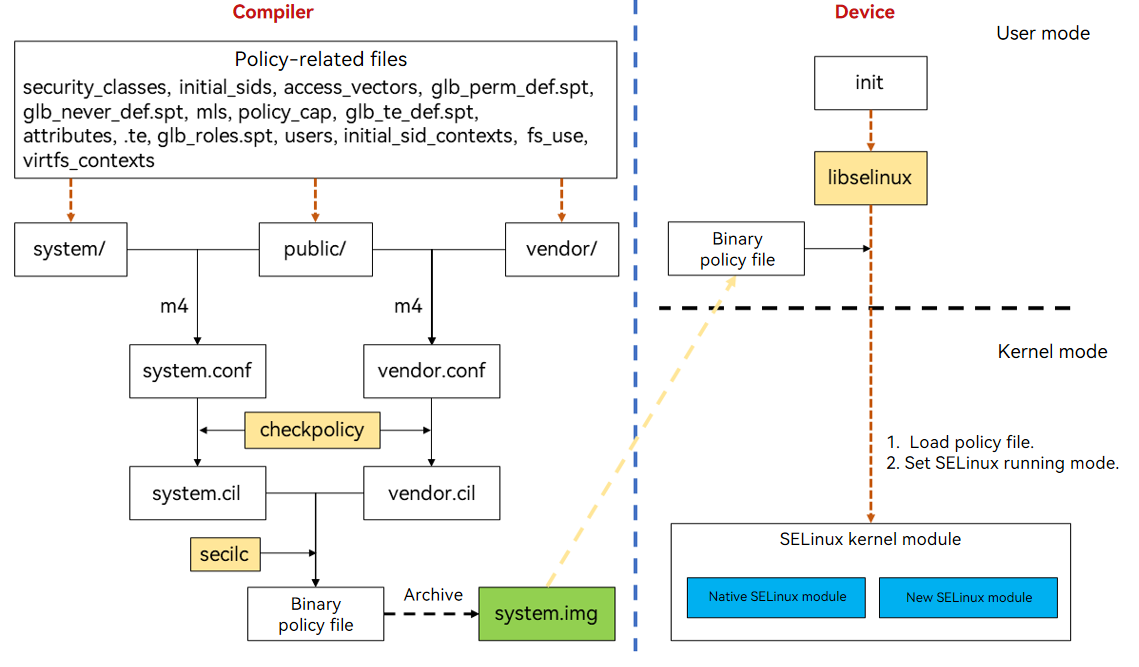 Compiler
Policy-related files
security_classes, initial_sids, access_vectors, glb_perm_def.spt,
glb_never_def.spt, mls, policy_cap, glb_te_def.spt,
attributes, .te, glb_roles.spt, users, initial_sid_contexts, fs_use,
virtfs_contexts
system/
public/
vendor/
m4
m4
system.conf
vendor.conf
checkpolicy
system.cil
vendor.cil
secilc
Binary
policy file
Archive
system.img
Device
User mode
init
libselinux
Binary
policy file
Kernel mode
1. Load policy file.
2. Set SELinux running mode.
SELinux kernel module
Native SELinux module
New SELinux module